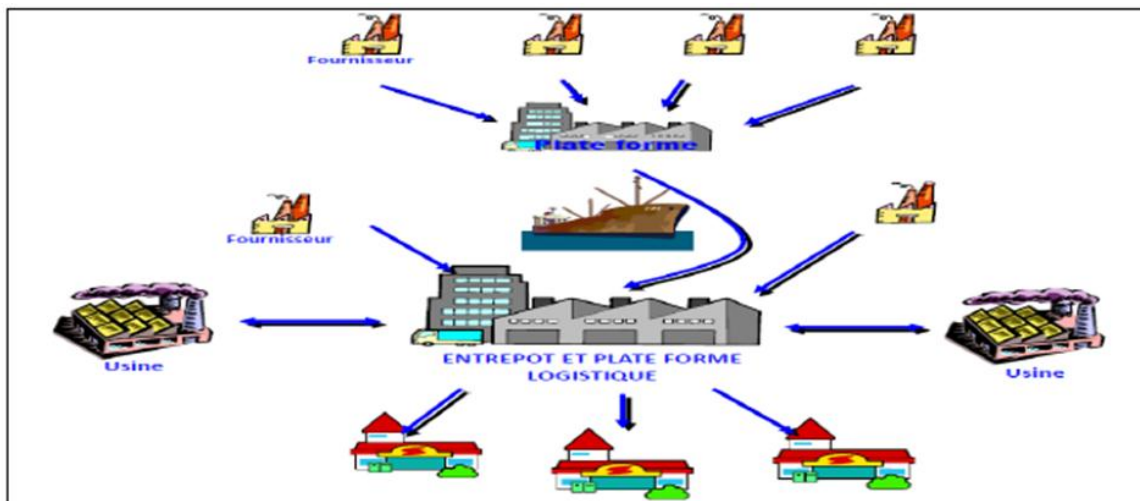 Fournisseur
Plate forme
Fournisseur
ENTREPOT ET PLATE FORME
LOGISTIQUE
Usine
Usine